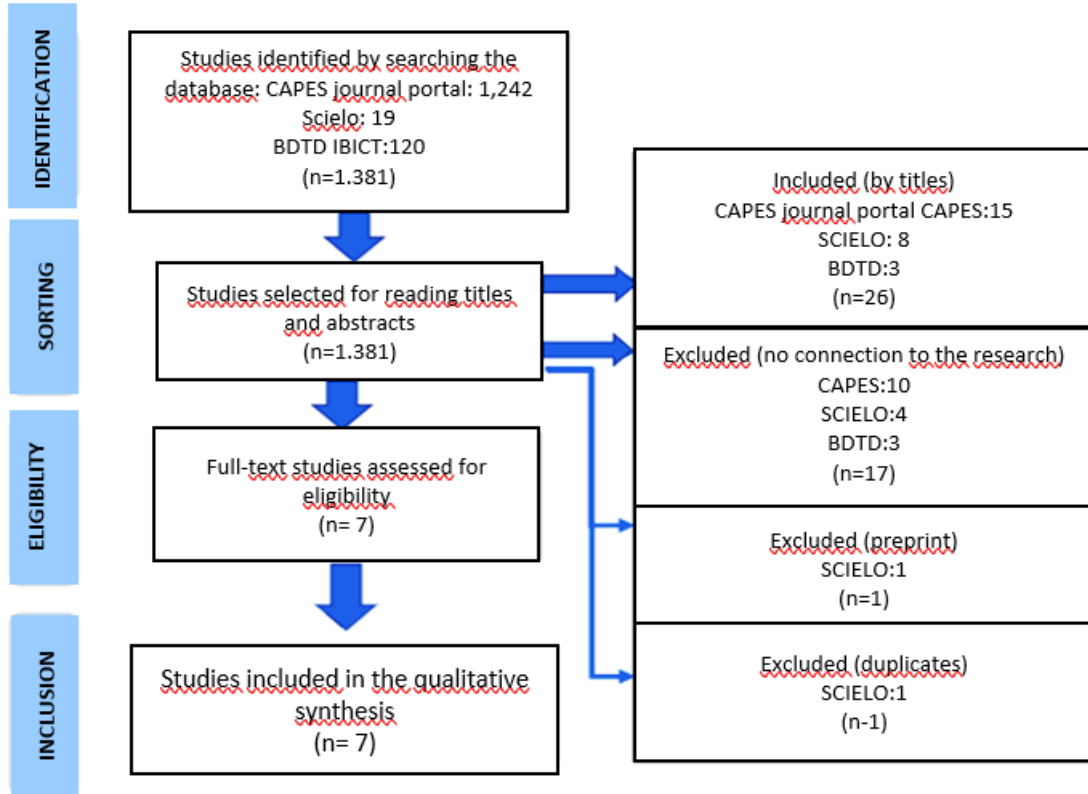 IDENTIFICATION
Studies identified by searching the
database: CAPES journal portal: 1,242
Scielo: 19
BDTD IBICT:120
(n=1.381)
SORTING
Studies selected for reading titles
and abstracts
(n=1.381)
Included (by titles)
CAPES journal portal CAPES:15
SCIELO: 8
BDTD:3
(n=26)
Excluded (no connection to the research)
CAPES:10
SCIELO:4
BDTD:3
(n=17)
Excluded (preprint)
SCIELO:1
(n=1)
Excluded (duplicates)
SCIELO:1
(n-1)
ELIGIBILITY
Full-text studies assessed for
eligibility
(n= 7)
INCLUSION
Studies included in the qualitative
synthesis
(n= 7)